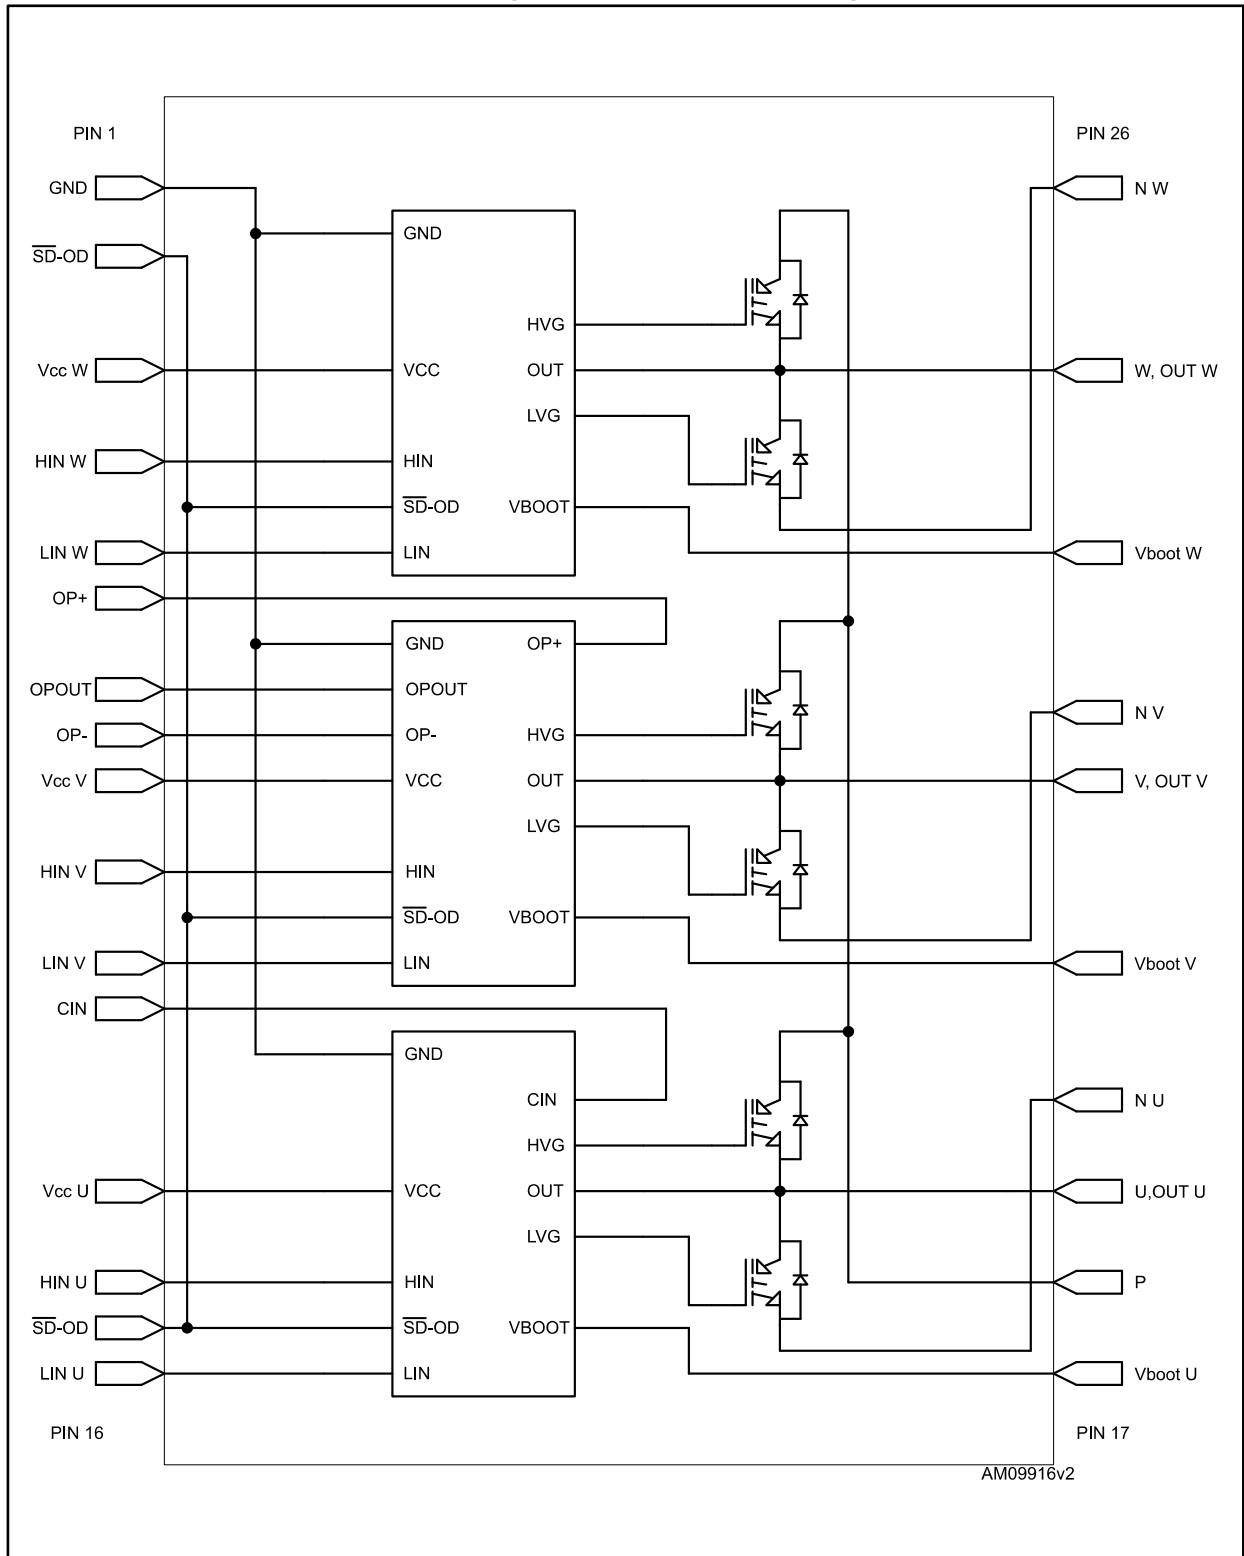 PIN 1
PIN 26
GND
N W
GND
SD-OD
HVG
Vcc W
VCC
OUT
W, OUT W
LVG
HIN W
HIN
SD-OD
VBOOT
LIN W
LIN
Vboot W
OP+
GND
OP+
OPOUT
OPOUT
N V
OP-
OP-
HVG
Vcc V
VCC
OUT
V, OUT V
LVG
HIN V
HIN
SD-OD
VBOOT
LIN V
LIN
Vboot V
CIN
GND
CIN
N U
HVG
Vcc U
VCC
OUT
U,OUT U
LVG
HIN U
HIN
P
SD-OD
SD-OD
VBOOT
LIN U
LIN
Vboot U
PIN 16
PIN 17
AM09916v2